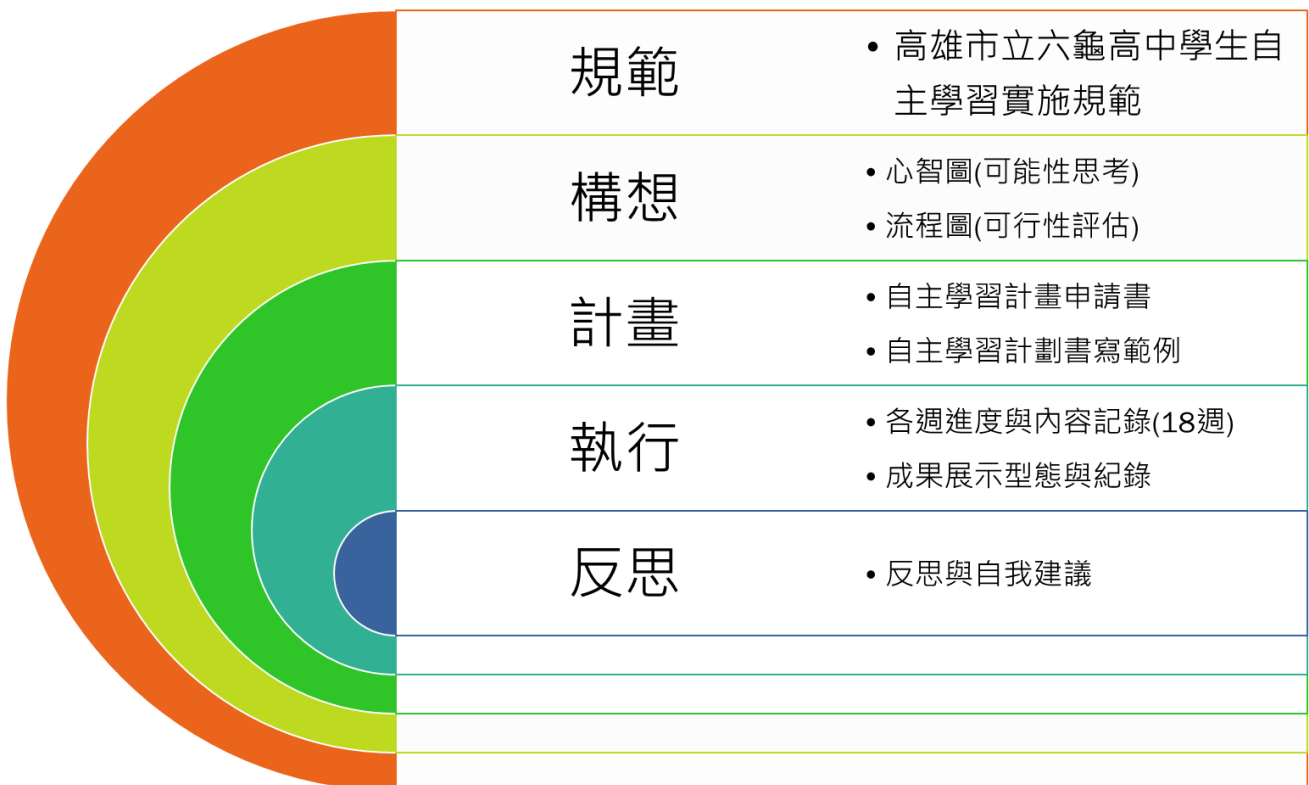 規範
• 高雄市立六龜高中學生自
主學習實施規範
構想
• 心智圖(可能性思考)
• 流程圖(可行性評估)
計畫
• 自主學習計畫申請書
• 自主學習計劃書寫範例
執行
• 各週進度與內容記錄(18週)
• 成果展示型態與紀錄
反思
• 反思與自我建議